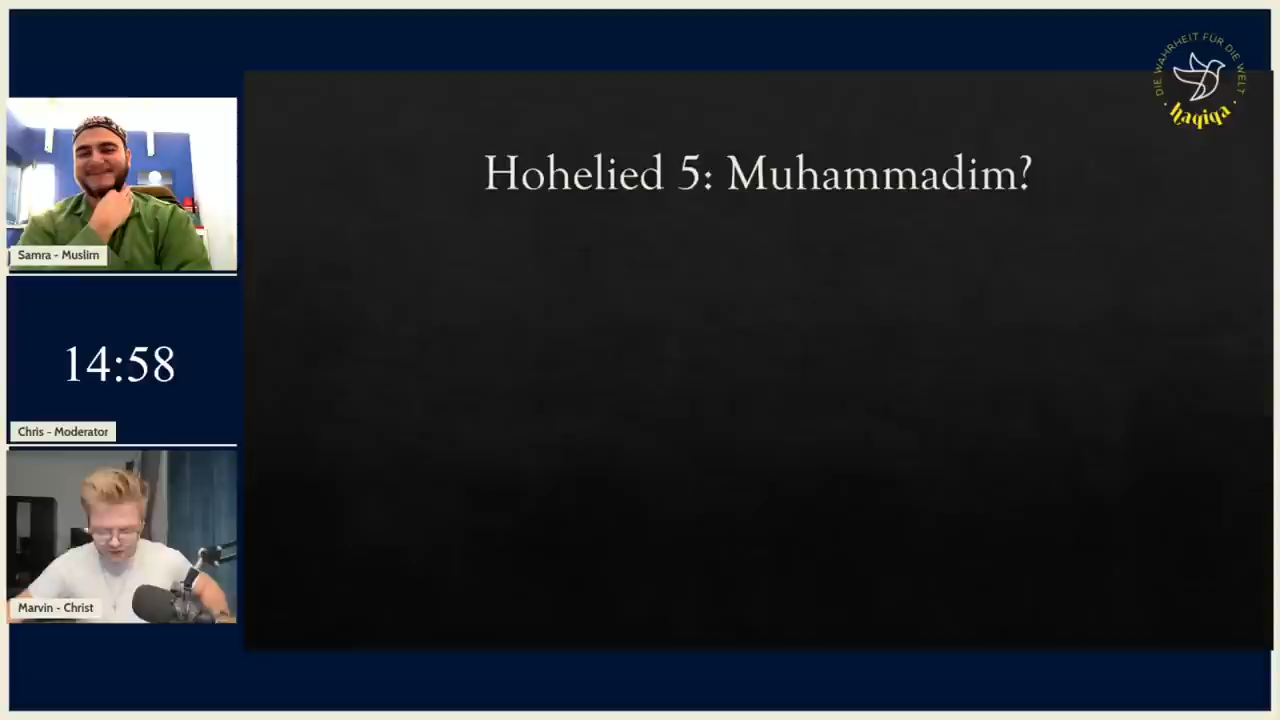 DIE WAHRHEIT FÜR DIE WELT
haqiqa
Hohelied 5: Muhammadim?
Samra - Muslim
14:58
Chris - Moderator
Marvin - Christ